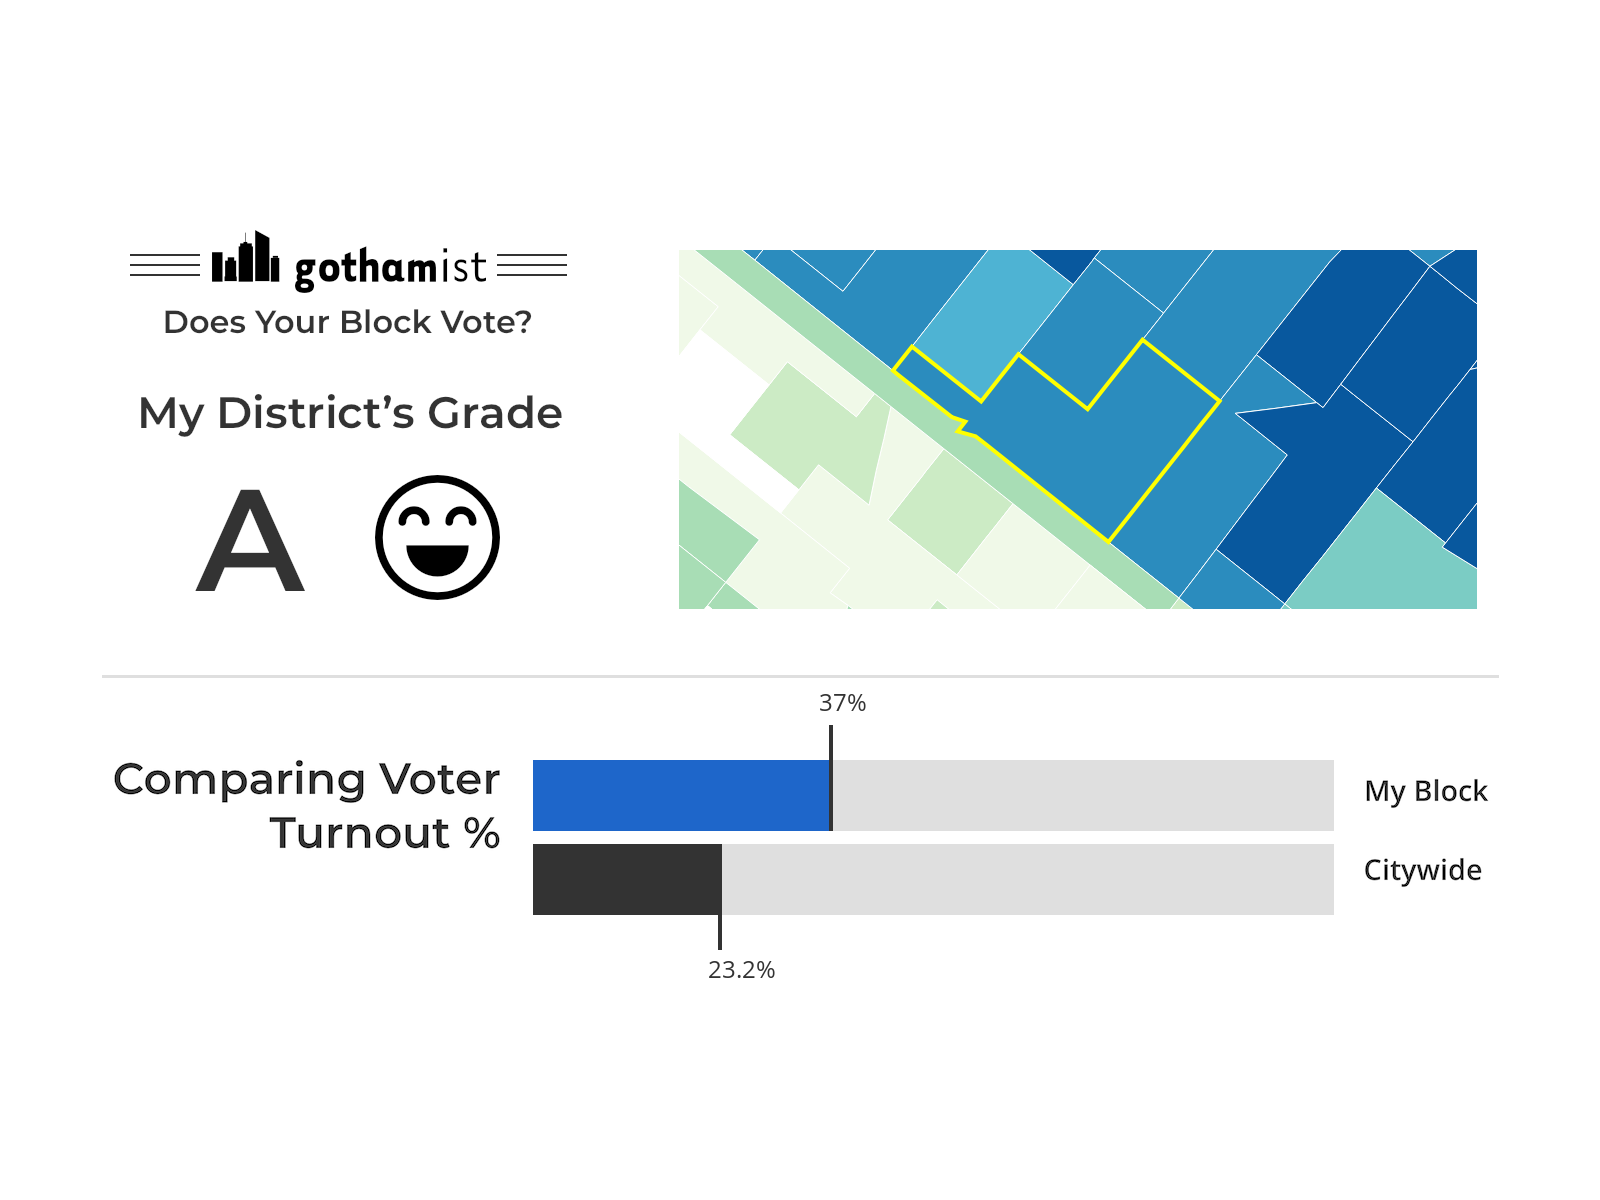 gothamist
Does Your Block Vote?
My District’s Grade
A
37%
Comparing Voter
Turnout %
My Block
Citywide
23.2%